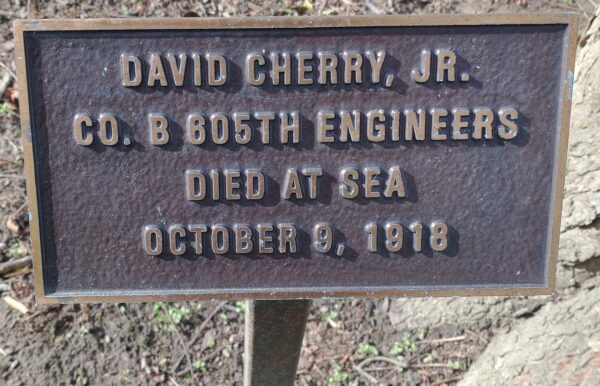 DAVID CHERRY, JR.
CO. B 605TH ENGINEERS
DIED AT SEA
OCTOBER 9, 1918